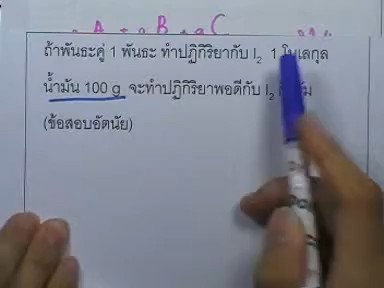 A B C
ถ้าพันธะคู่ 1 พันธะ ทำปฏิกิริยากับ I₂ 1 โมเลกุล
น้ำมัน 100 g จะทำปฏิกิริยาพอดีกับ I₂
(ข้อสอบอัตนัย)